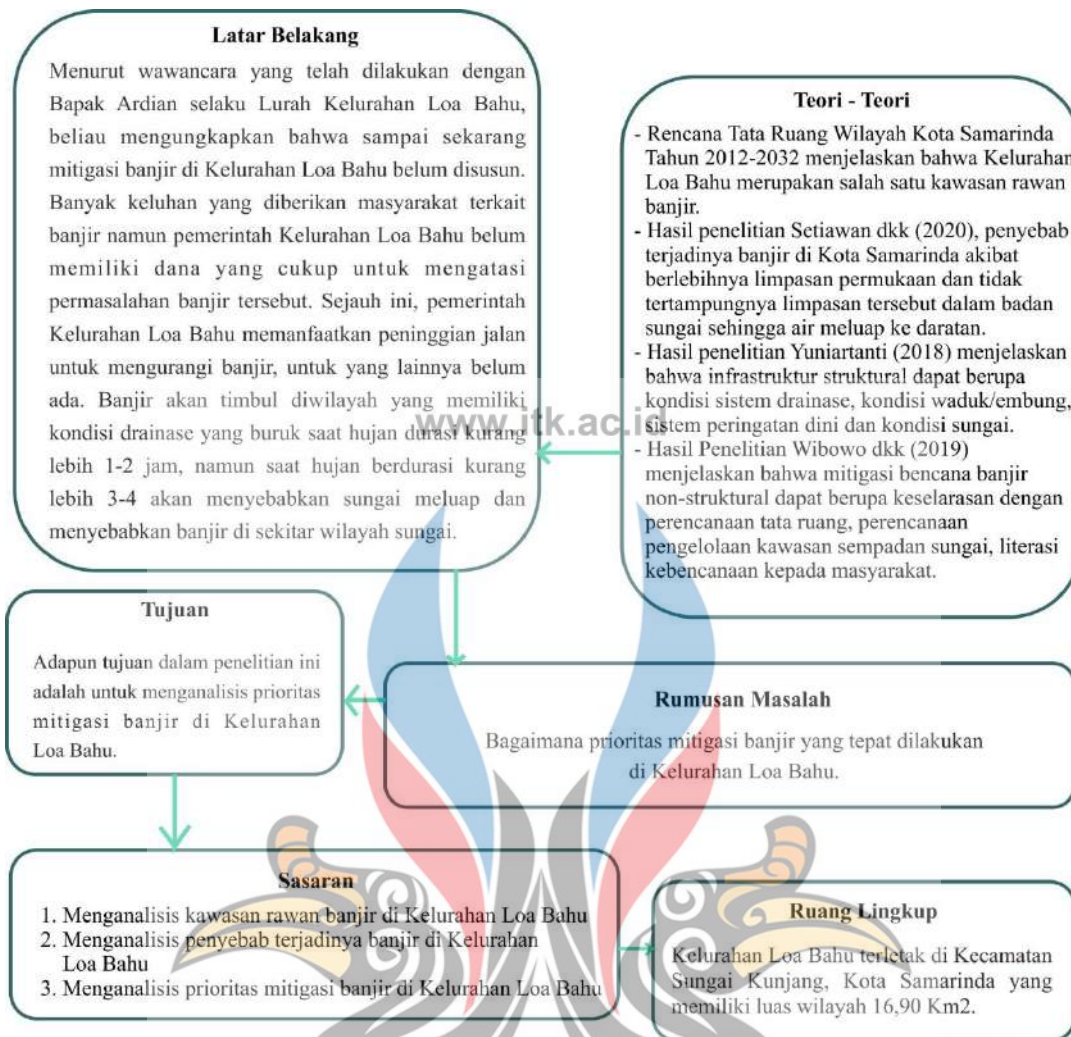 Latar Belakang
Menurut wawancara yang telah dilakukan dengan
Bapak Ardian selaku Lurah Kelurahan Loa Bahu,
beliau mengungkapkan bahwa sampai sekarang
mitigasi banjir di Kelurahan Loa Bahu belum disusun.
Banyak keluhan yang diberikan masyarakat terkait
banjir namun pemerintah Kelurahan Loa Bahu belum
memiliki dana yang cukup untuk mengatasi
permasalahan banjir tersebut. Sejauh ini, pemerintah
Kelurahan Loa Bahu memanfaatkan peninggian jalan
untuk mengurangi banjir, untuk yang lainnya belum
ada. Banjir akan timbul diwilayah yang memiliki
kondisi drainase yang buruk saat hujan durasi kurang
lebih 1-2 jam, namun saat hujan berdurasi kurang
lebih 3-4 akan menyebabkan sungai meluap dan
menyebabkan banjir di sekitar wilayah sungai.
Teori - Teori
- Rencana Tata Ruang Wilayah Kota Samarinda
Tahun 2012-2032 menjelaskan bahwa Kelurahan
Loa Bahu merupakan salah satu kawasan rawan
banjir.
- Hasil penelitian Setiawan dkk (2020), penyebab
terjadinya banjir di Kota Samarinda akibat
berlebihnya limpasan permukaan dan tidak
tertampungnya limpasan tersebut dalam badan
sungai sehingga air meluap ke daratan.
- Hasil penelitian Yuniartanti (2018) menjelaskan
bahwa infrastruktur struktural dapat berupa
kondisi sistem drainase, kondisi waduk/embung,
sistem peringatan dini dan kondisi sungai.
- Hasil Penelitian Wibowo dkk (2019)
menjelaskan bahwa mitigasi bencana banjir
non-struktural dapat berupa keselarasan dengan
perencanaan tata ruang, perencanaan
pengelolaan kawasan sempadan sungai, literasi
kebencanaan kepada masyarakat.
www.itk.ac.id
Tujuan
Adapun tujuan dalam penelitian ini
adalah untuk menganalisis prioritas
mitigasi banjir di Kelurahan
Loa Bahu.
Rumusan Masalah
Bagaimana prioritas mitigasi banjir yang tepat dilakukan
di Kelurahan Loa Bahu.
Sasaran
1. Menganalisis kawasan rawan banjir di Kelurahan Loa Bahu
2. Menganalisis penyebab terjadinya banjir di Kelurahan
Loa Bahu
3. Menganalisis prioritas mitigasi banjir di Kelurahan Loa Bahu
Ruang Lingkup
Kelurahan Loa Bahu terletak di Kecamatan
Sungai Kunjang, Kota Samarinda yang
memiliki luas wilayah 16,90 Km2.